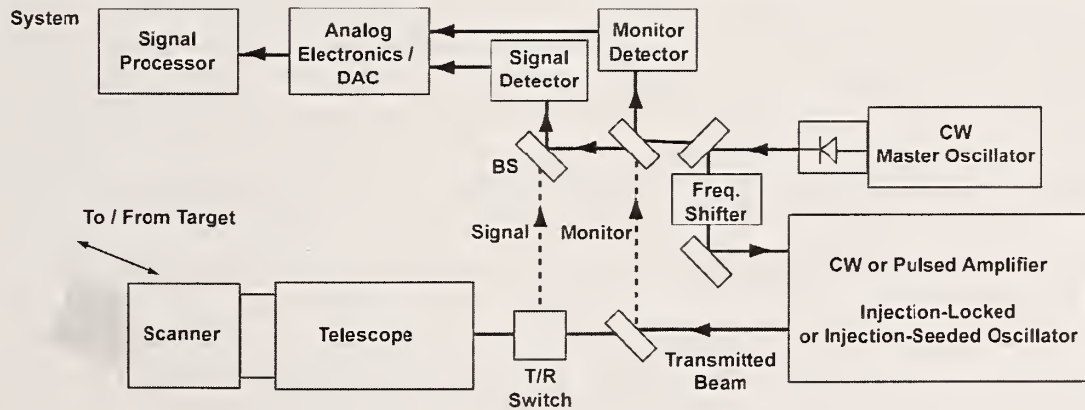 System
Signal
Processor
Analog
Electronics /
DAC
Signal
Detector
Monitor
Detector
CW
Master Oscillator
BS
Freq.
Shifter
To / From Target
Signal
Monitor
CW or Pulsed Amplifier
Injection-Locked
or Injection-Seeded Oscillator
Scanner
Telescope
T/R
Switch
Transmitted
Beam